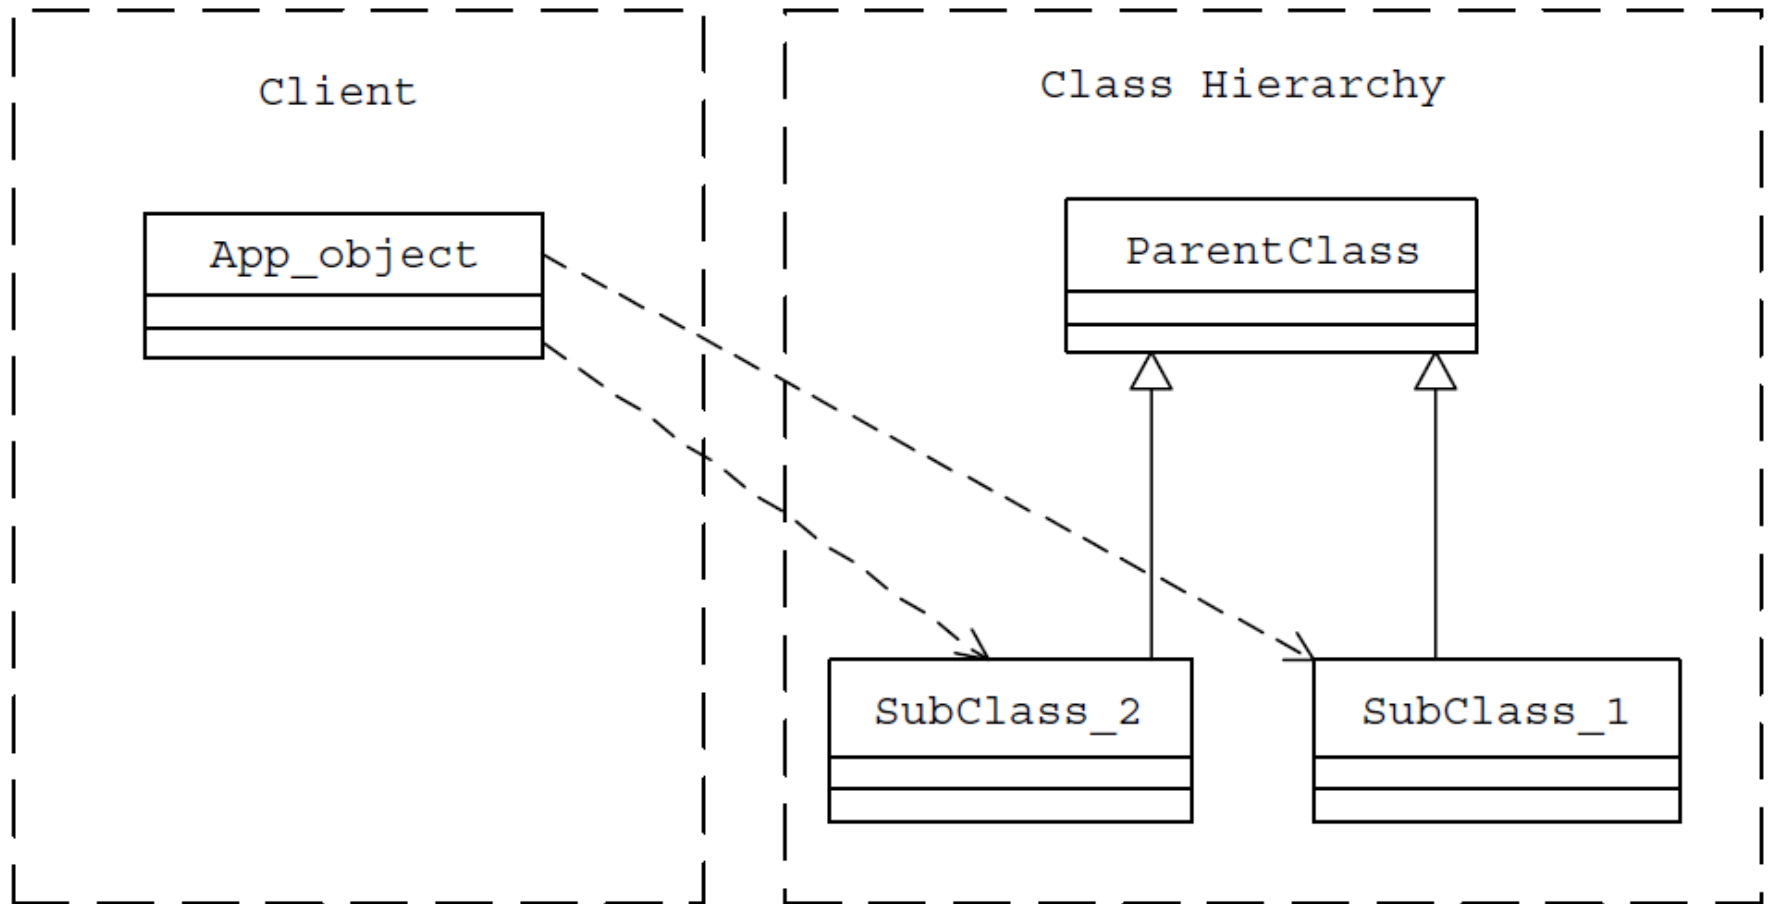 Client
Class Hierarchy
App_object
ParentClass
SubClass_2
SubClass_1